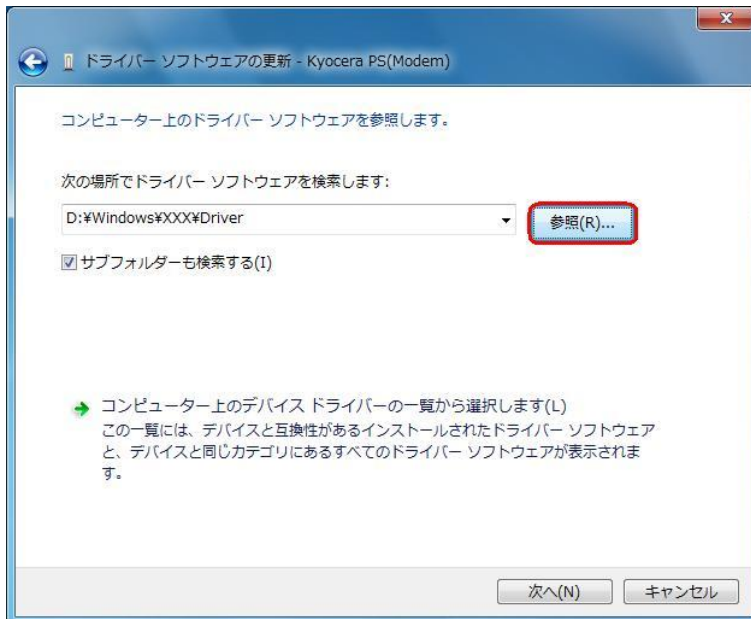 ドライバー ソフトウェアの更新 - Kyocera PS(Modem)
コンピューター上のドライバー ソフトウェアを参照します。
次の場所でドライバー ソフトウェアを検索します:
D:¥Windows¥XXX¥Driver
参照(R)...
サブフォルダーも検索する(I)
コンピューター上のデバイス ドライバーの一覧から選択します(L)
この一覧には、デバイスと互換性があるインストールされたドライバー ソフトウェア
と、デバイスと同じカテゴリにあるすべてのドライバー ソフトウェアが表示されま
す。
次へ(N)
キャンセル